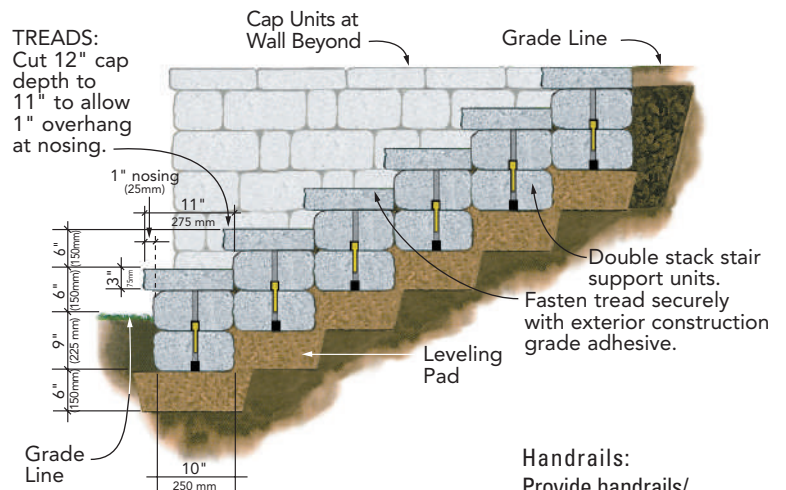 TREADS:
Cut 12" cap
depth to
11" to allow
1" overhang
at nosing.
Cap Units at
Wall Beyond
Grade Line
1" nosing
(25mm)
11"
275 mm
6"
(150mm)
6"
(150mm)
3"
75mm
9"
(225 mm)
6"
(150mm)
Double stack stair
support units.
Fasten tread securely
with exterior construction
grade adhesive.
Leveling
Pad
Grade
Line
10"
250 mm
Handrails:
Provide handrails/